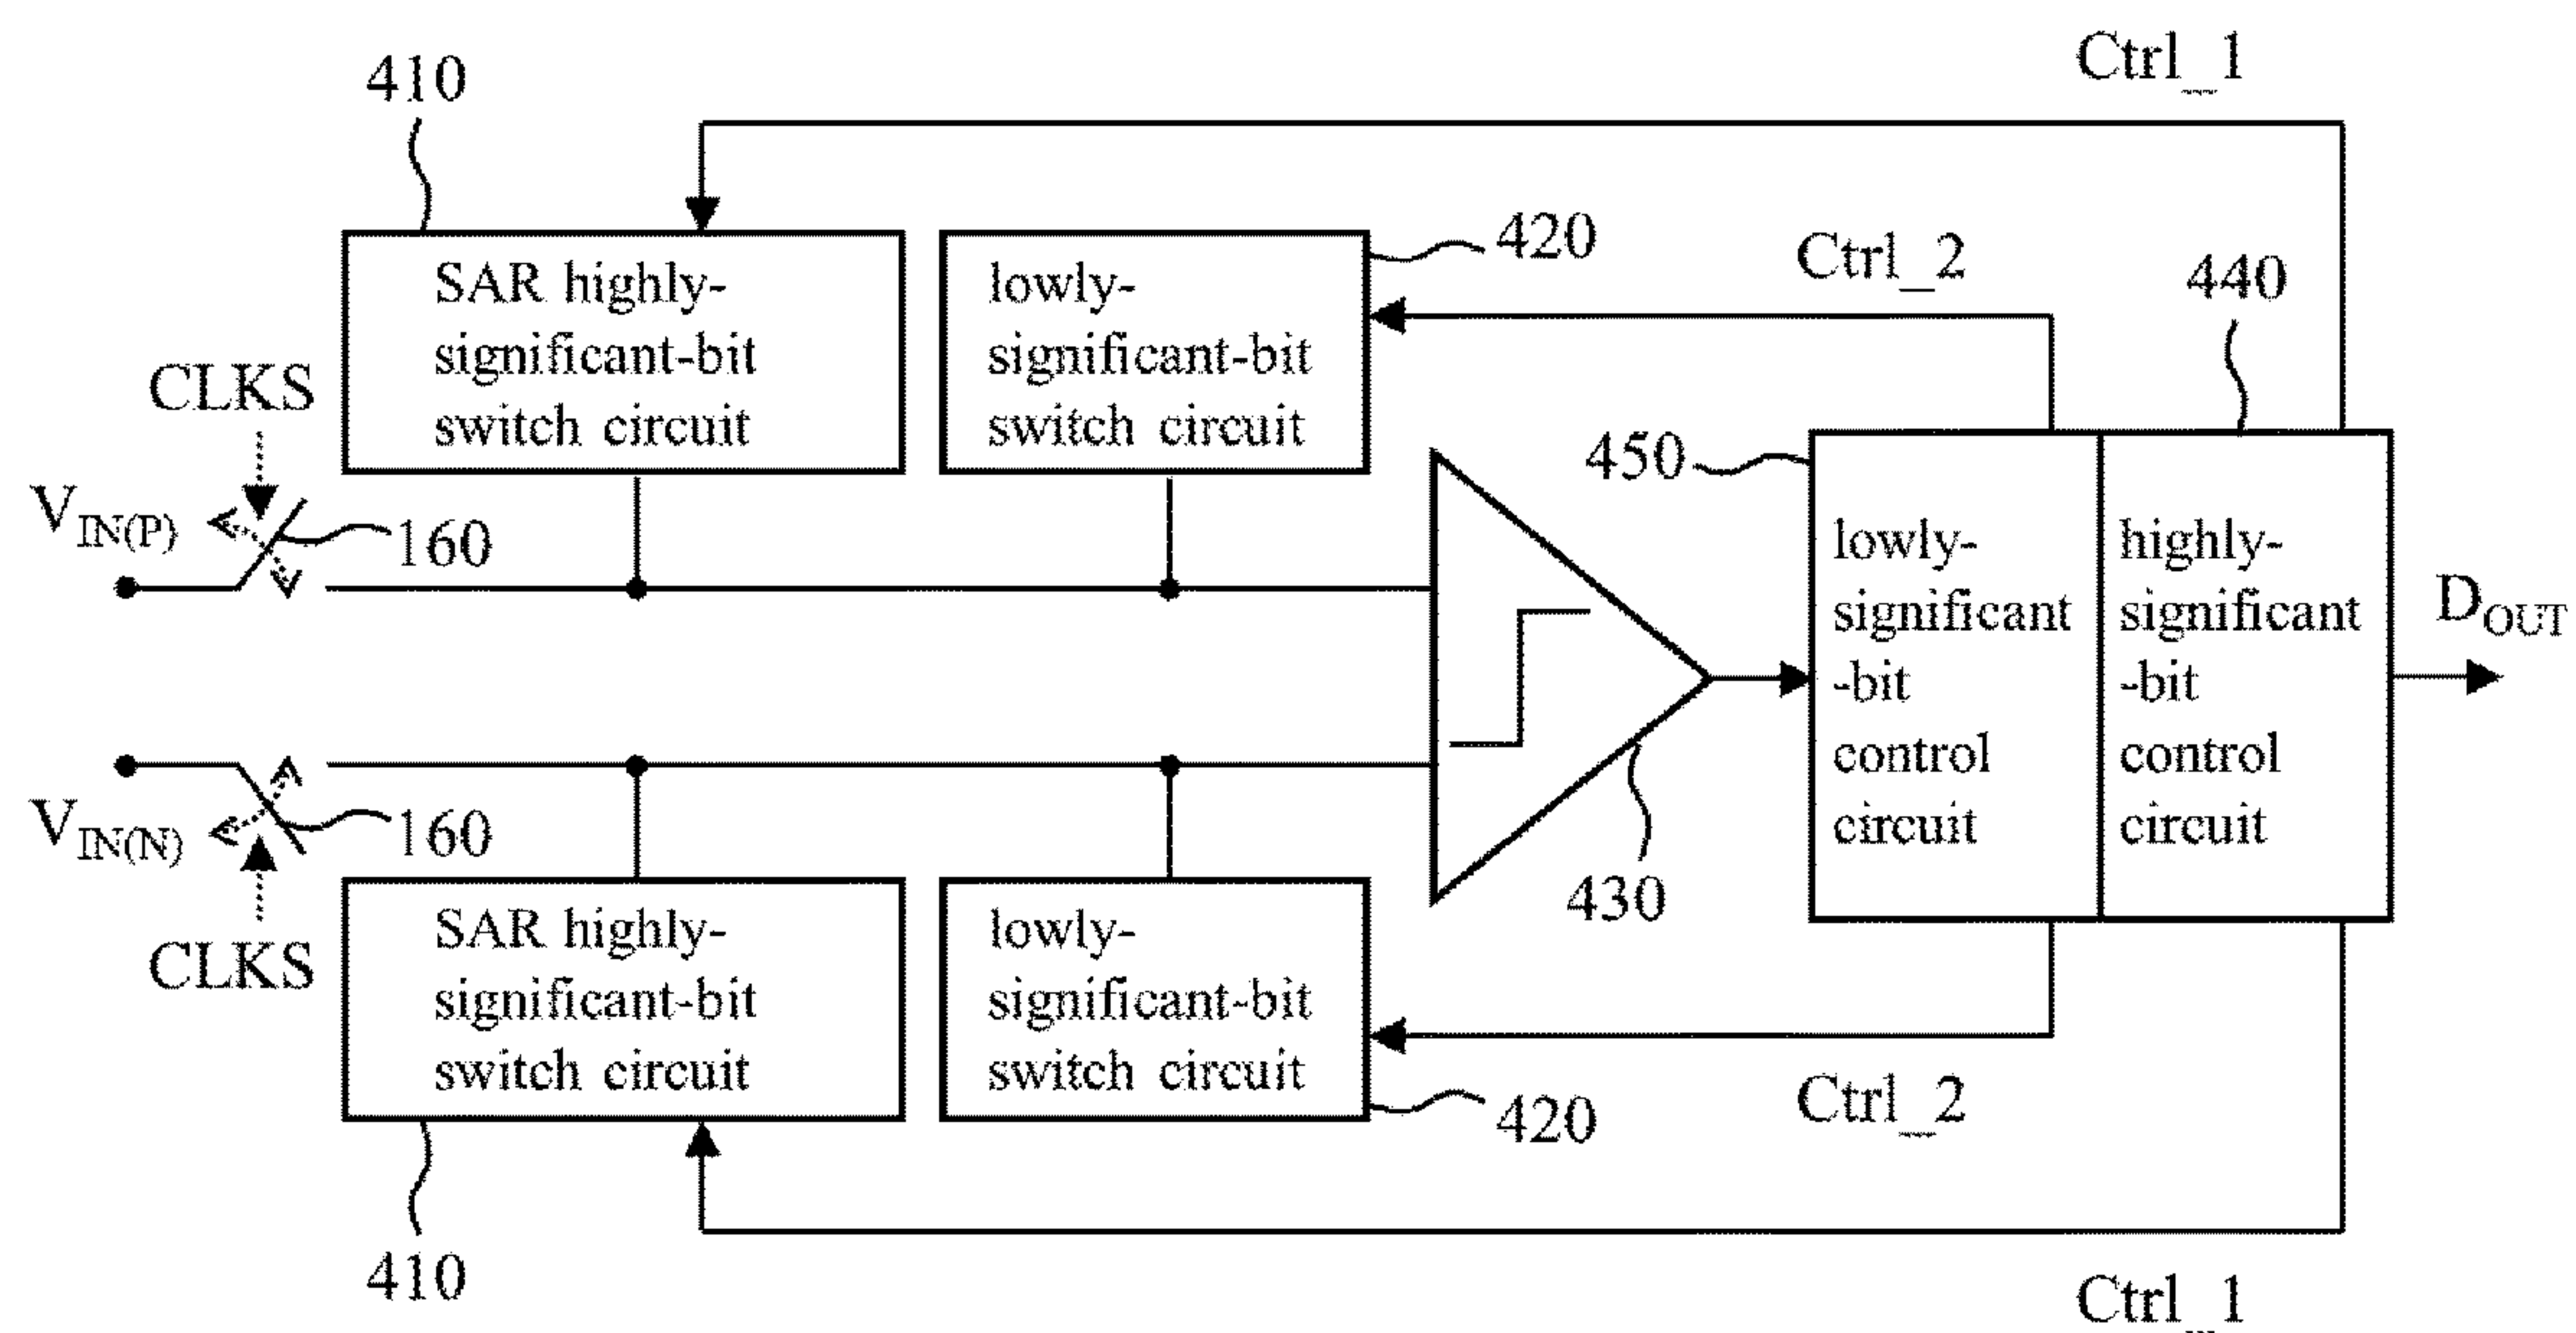 Ctrl_1
410
SAR highly-
significant-bit
switch circuit
lowly-
significant-bit
switch circuit
420
Ctrl_2
440
CLKS
V_IN(P)
160
450
lowly-
significant
-bit
control
circuit
highly-
significant
-bit
control
circuit
D_OUT
V_IN(N)
160
CLKS
430
SAR highly-
significant-bit
switch circuit
lowly-
significant-bit
switch circuit
420
Ctrl_2
410
Ctrl_1